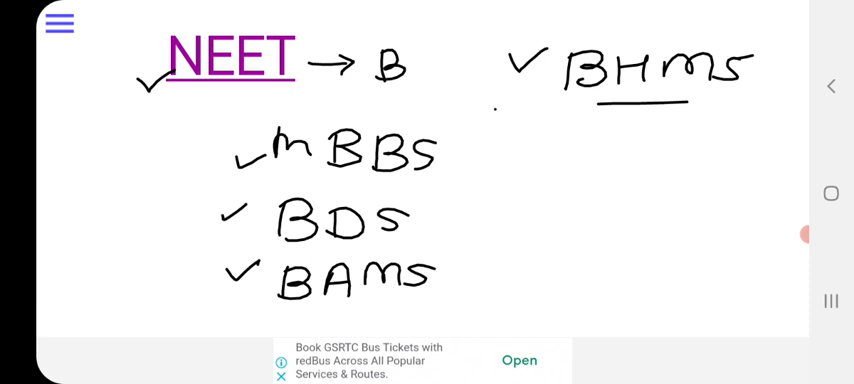 NEET → B
BHMS
mBBS
BDS
BAMS
Book GSRTC Bus Tickets with
redBus Across All Popular
Services & Routes.
Open